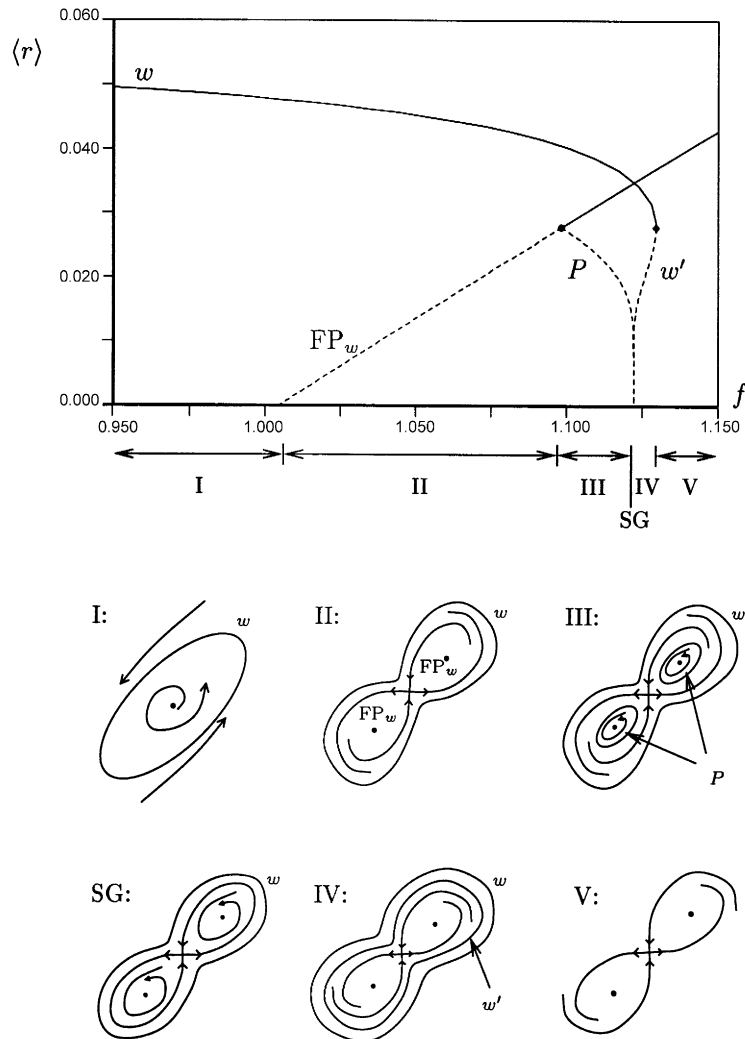 0.060
⟨r⟩
w
0.040
P
w′
0.020
FP_w
0.000
f
0.950
1.000
1.050
1.100
1.150
I
II
III
IV
V
SG
I:
w
II:
w
FP_w
FP_w
III:
w
P
SG:
w
IV:
w
w′
V: